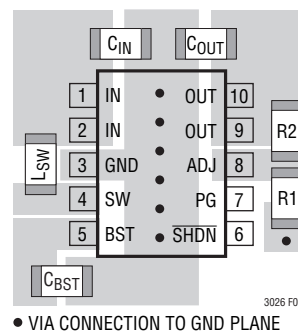 CIN COUT
1 IN OUT 10
2 IN OUT 9
3 GND ADJ 8
4 SW PG 7
5 BST SHDN 6
LSW
R2
R1
CBST
3026 F0
• VIA CONNECTION TO GND PLANE